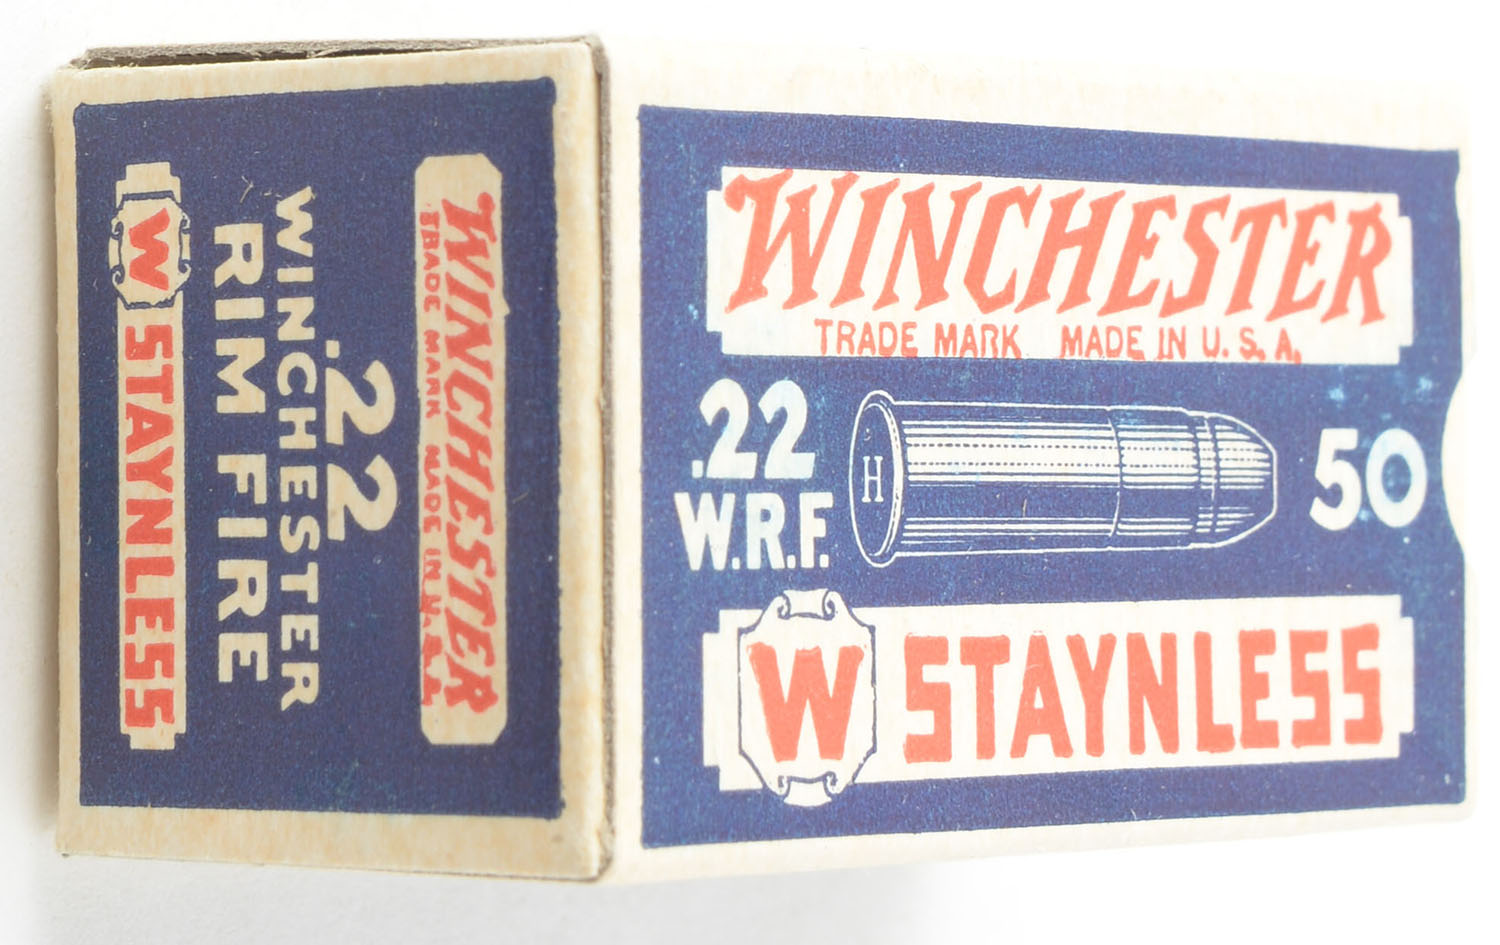 WINCHESTER
TRADE MARK MADE IN U.S.A.
.22
WINCHESTER
RIM FIRE
W STAYNLESS
WINCHESTER
TRADE MARK MADE IN U.S.A.
.22
W.R.F.
H
50
W STAYNLESS